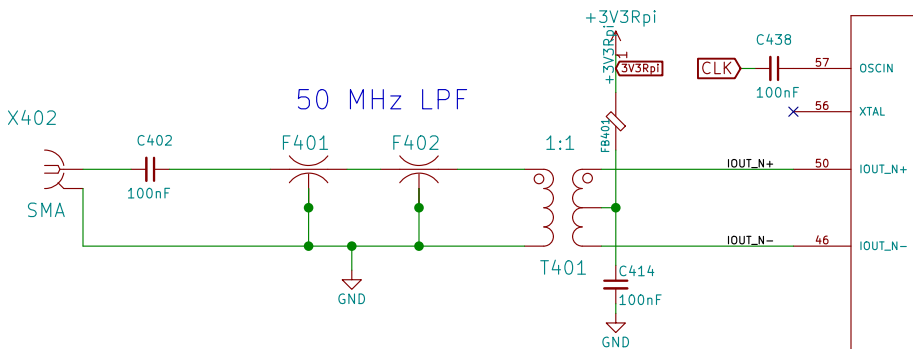 +3V3Rpi
+3V3Rpi
1
3V3Rpi
CLK
C438
100nF
57
OSCIN
56
XTAL
50 MHz LPF
X402
SMA
C402
100nF
F401
F402
1:1
FB401
IOUT_N+
50
IOUT_N+
IOUT_N-
46
IOUT_N-
T401
C414
100nF
GND
GND